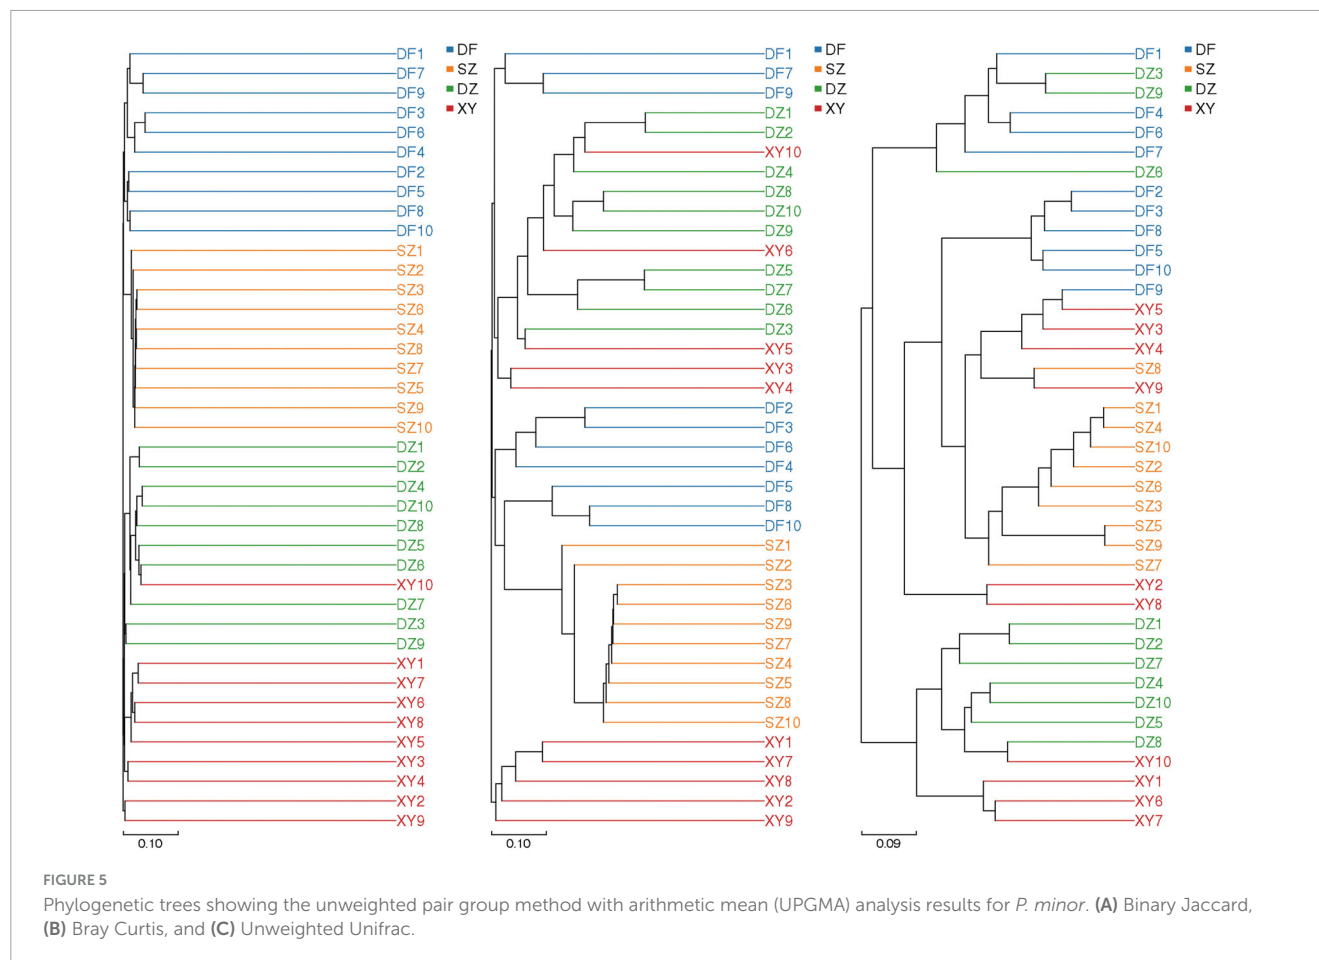 DF1
DF7
DF9
DF3
DF6
DF4
DF2
DF5
DF8
DF10
SZ1
SZ2
SZ3
SZ6
SZ4
SZ8
SZ7
SZ5
SZ9
SZ10
DZ1
DZ2
DZ4
DZ10
DZ8
DZ5
DZ6
XY10
DZ7
DZ3
DZ9
XY1
XY7
XY6
XY8
XY5
XY3
XY4
XY2
XY9
0.10
DF
SZ
DZ
XY
DF1
DF7
DF9
DZ1
DZ2
XY10
DZ4
DZ8
DZ10
DZ9
XY6
DZ5
DZ7
DZ6
DZ3
XY5
XY3
XY4
DF2
DF3
DF6
DF4
DF5
DF8
DF10
SZ1
SZ2
SZ3
SZ6
SZ9
SZ7
SZ4
SZ5
SZ8
SZ10
XY1
XY7
XY8
XY2
XY9
0.10
DF
SZ
DZ
XY
DF1
DZ3
DZ9
DF4
DF6
DF7
DZ6
DF2
DF3
DF8
DF5
DF10
DF9
XY5
XY3
XY4
SZ8
XY9
SZ1
SZ4
SZ10
SZ2
SZ6
SZ3
SZ5
SZ9
SZ7
XY2
XY8
DZ1
DZ2
DZ7
DZ4
DZ10
DZ5
DZ8
XY10
XY1
XY6
XY7
0.09
DF
SZ
DZ
XY
FIGURE 5
Phylogenetic trees showing the unweighted pair group method with arithmetic mean (UPGMA) analysis results for P. minor. (A) Binary Jaccard,
(B) Bray Curtis, and (C) Unweighted Unifrac.